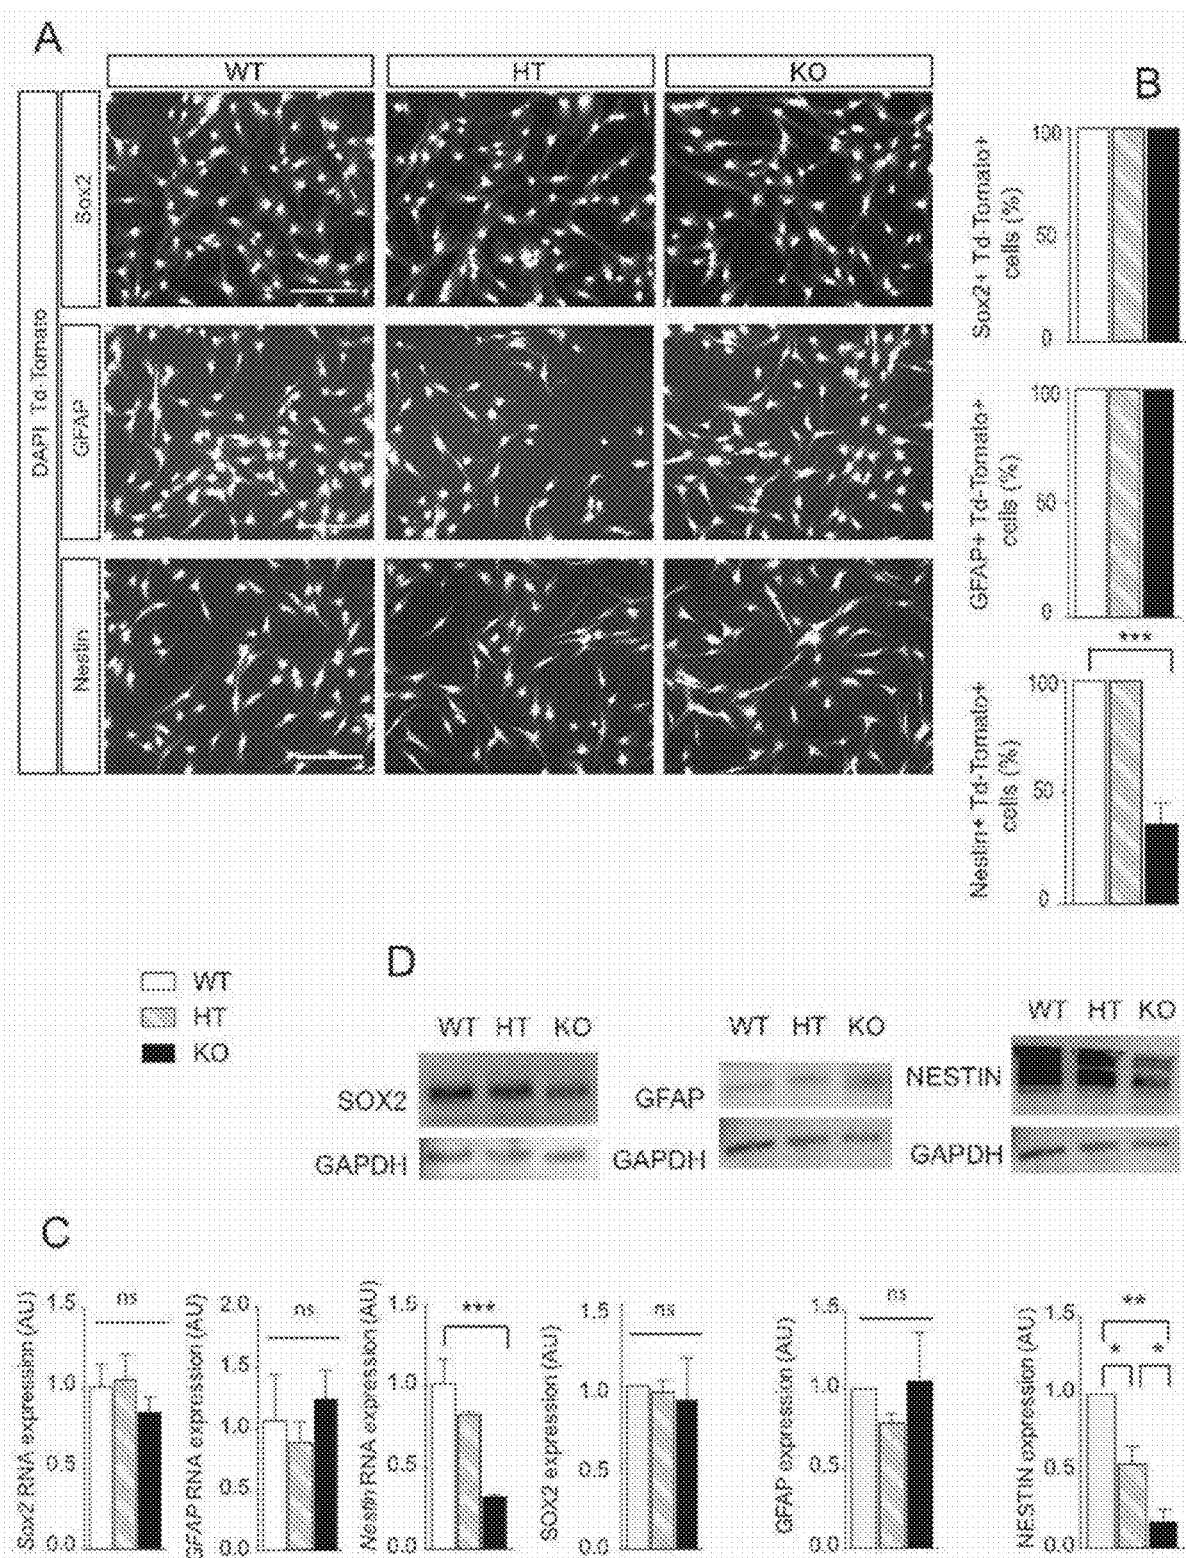 A
WT HT KO
B
DAPI Td-Tomato
Sox2
GFAP
Nestin
Sox2+ Td-Tomato+
cells (%)
100
50
0
GFAP+ Td-Tomato+
cells (%)
100
50
0
***
Nestin+ Td-Tomato+
cells (%)
100
50
0
WT
HT
KO
D
WT HT KO
SOX2
GAPDH
WT HT KO
GFAP
GAPDH
WT HT KO
NESTIN
GAPDH
C
Sox2 RNA expression (AU)
1.5
1.0
0.5
0.0
ns
GFAP RNA expression (AU)
2.0
1.5
1.0
0.5
0.0
ns
Nestin RNA expression (AU)
1.5
1.0
0.5
0.0
***
SOX2 expression (AU)
1.5
1.0
0.5
0.0
ns
GFAP expression (AU)
1.5
1.0
0.5
0.0
ns
NESTIN expression (AU)
1.5
1.0
0.5
0.0
**
* *